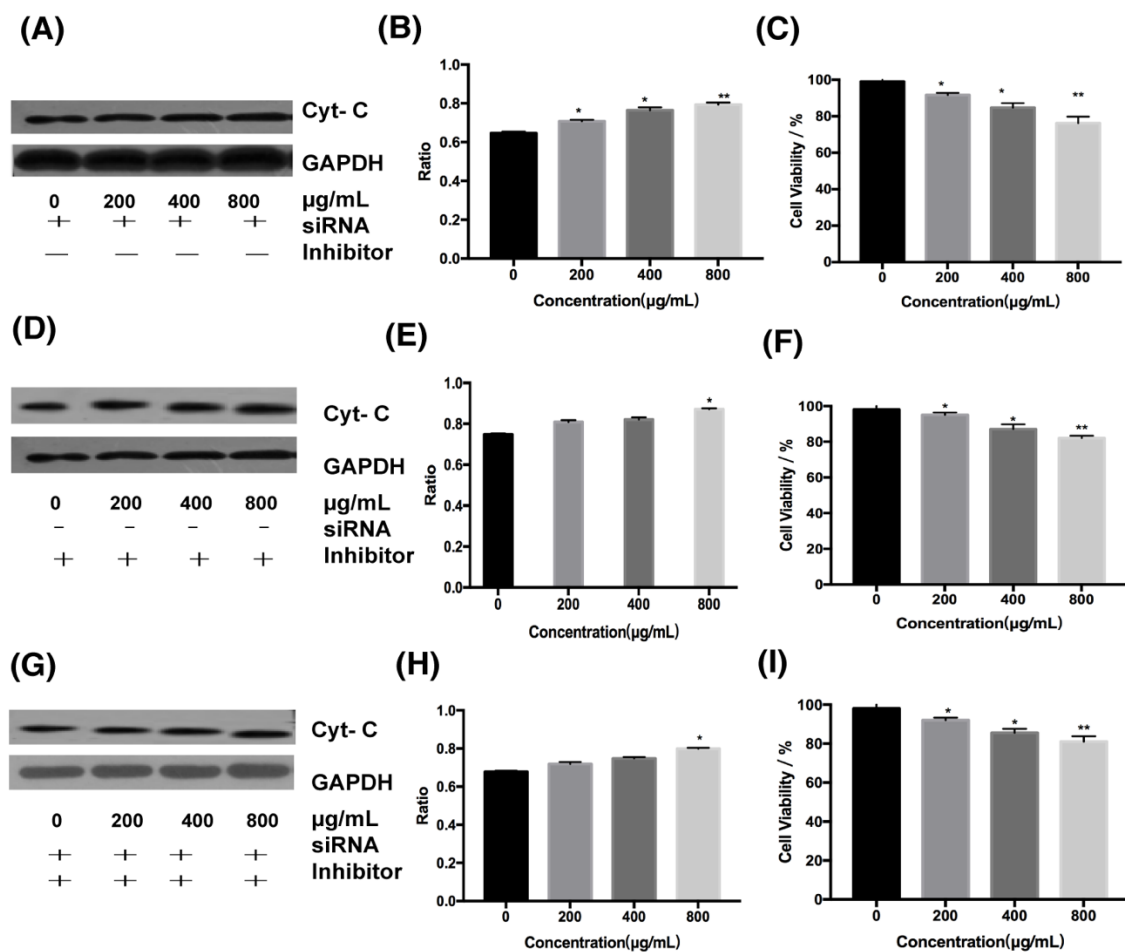 (A)
Cyt- C
GAPDH
0 200 400 800 µg/mL
+ + + + siRNA
— — — — Inhibitor
(B)
Ratio
1.0
0.8
0.6
0.4
0.2
0.0
* * **
0 200 400 800
Concentration(µg/mL)
(C)
Cell Viability / %
100
80
60
40
20
0
* * **
0 200 400 800
Concentration(µg/mL)
(D)
Cyt- C
GAPDH
0 200 400 800 µg/mL
– – – – siRNA
+ + + + Inhibitor
(E)
Ratio
1.0
0.8
0.6
0.4
0.2
0.0
*
0 200 400 800
Concentration(µg/mL)
(F)
Cell Viability / %
100
80
60
40
20
0
* * **
0 200 400 800
Concentration(µg/mL)
(G)
Cyt- C
GAPDH
0 200 400 800 µg/mL
+ + + + siRNA
+ + + + Inhibitor
(H)
Ratio
1.0
0.8
0.6
0.4
0.2
0.0
*
0 200 400 800
Concentration(µg/mL)
(I)
Cell Viability / %
100
80
60
40
20
0
* * **
0 200 400 800
Concentration(µg/mL)